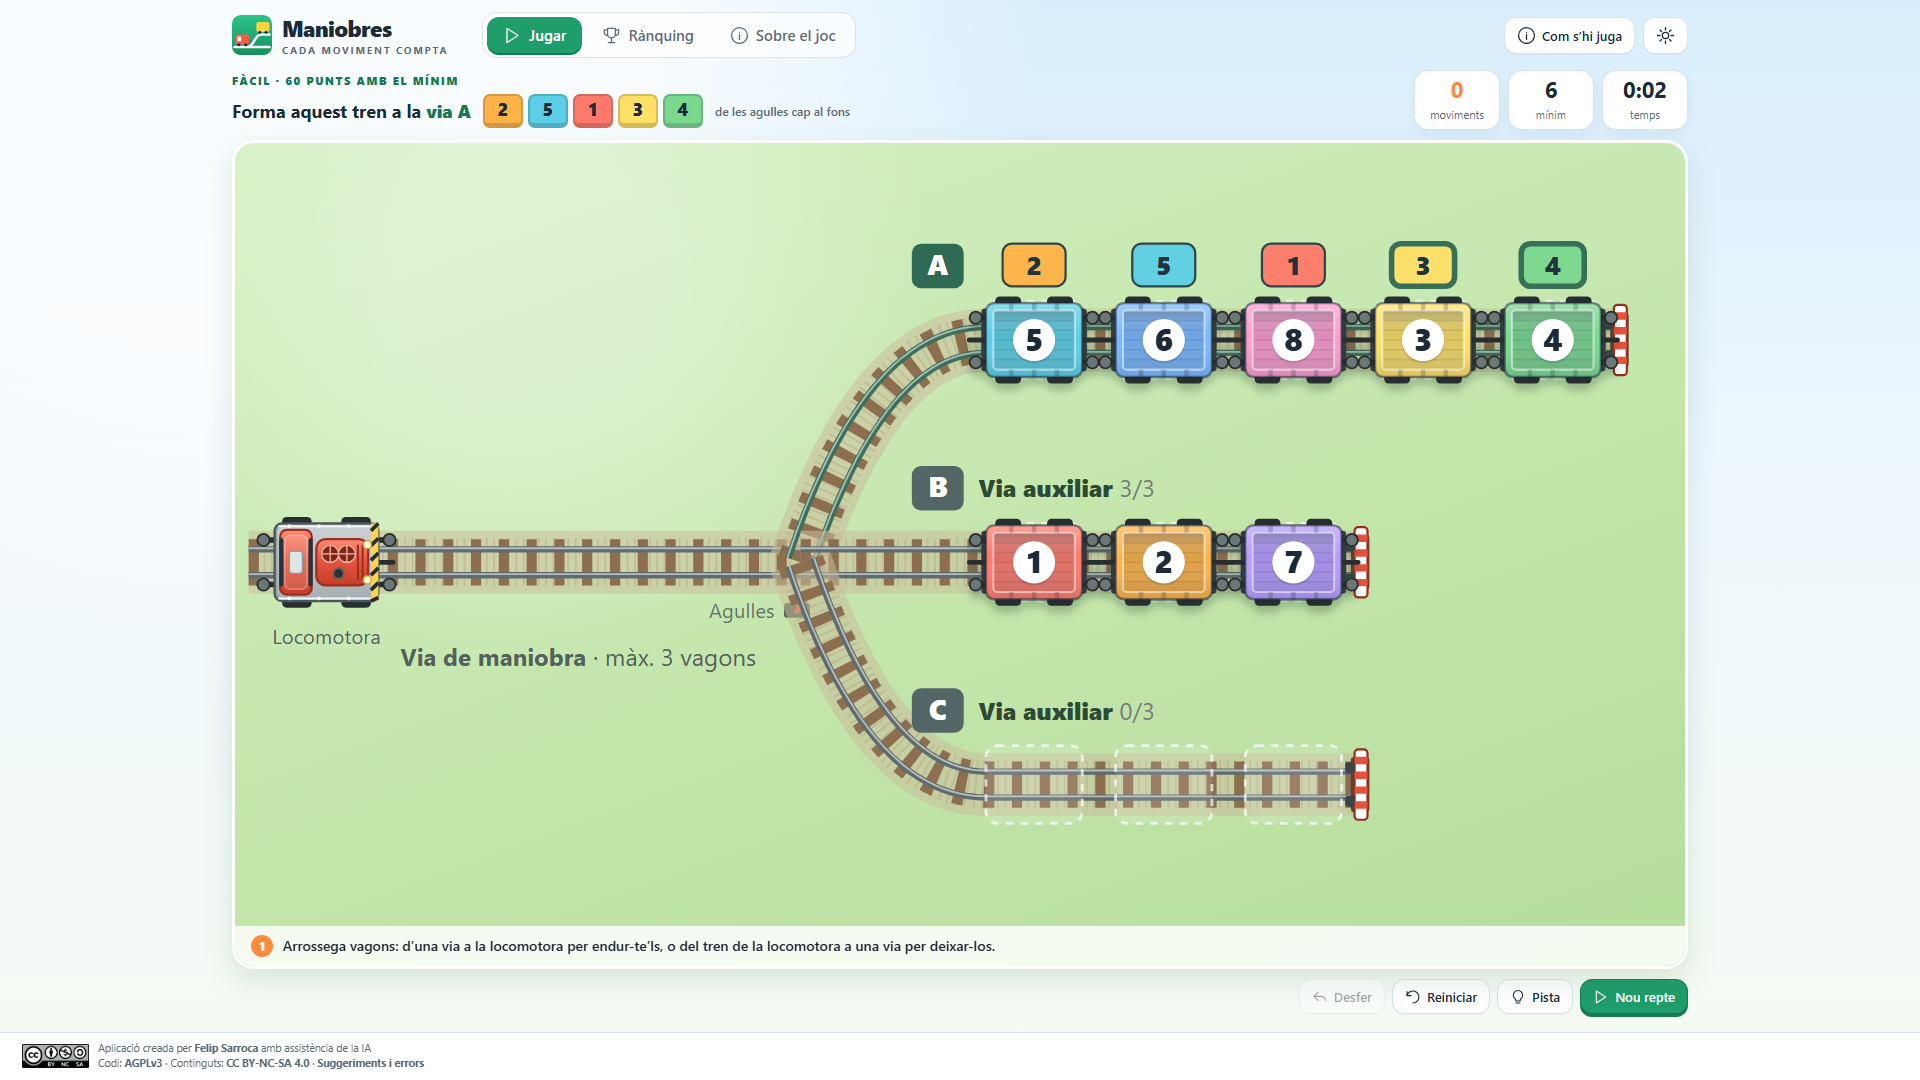 Maniobres
CADA MOVIMENT COMPTA
Jugar
Rànquing
Sobre el joc
Com s'hi juga
FÀCIL · 60 PUNTS AMB EL MÍNIM
Forma aquest tren a la via A
2 5 1 3 4
de les agulles cap al fons
0
moviments
6
mínim
0:02
temps
A 2 5 1 3 4
5 6 8 3 4
B Via auxiliar 3/3
1 2 7
Agulles
Locomotora
Via de maniobra · màx. 3 vagons
C Via auxiliar 0/3
1 Arrossega vagons: d'una via a la locomotora per endur-te'ls, o del tren de la locomotora a una via per deixar-los.
Desfer
Reiniciar
Pista
Nou repte
CC BY NC SA
Aplicació creada per Felip Sarroca amb assistència de la IA
Codi: AGPLv3 · Continguts: CC BY-NC-SA 4.0 · Suggeriments i errors